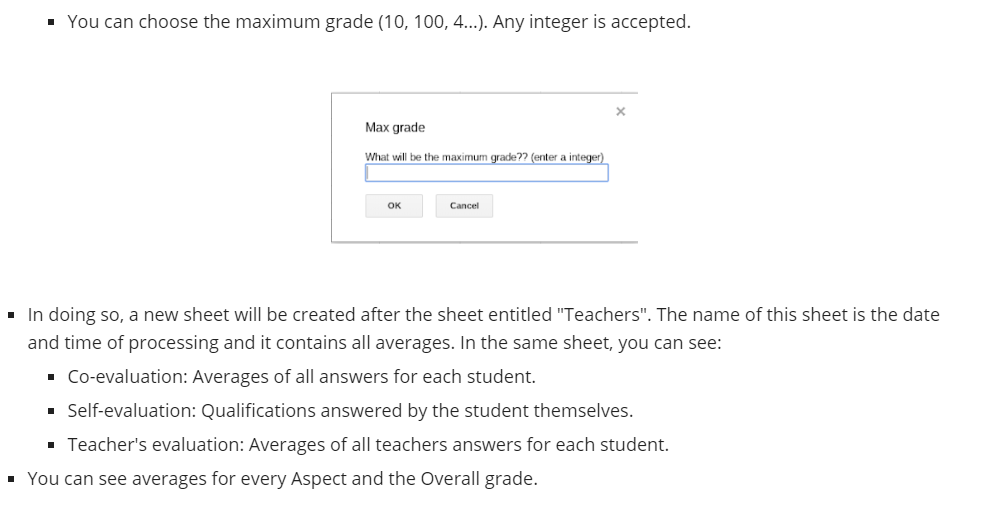 ▪ You can choose the maximum grade (10, 100, 4...). Any integer is accepted.
×
Max grade
What will be the maximum grade?? (enter a integer)
OK Cancel
▪ In doing so, a new sheet will be created after the sheet entitled "Teachers". The name of this sheet is the date
and time of processing and it contains all averages. In the same sheet, you can see:
▪ Co-evaluation: Averages of all answers for each student.
▪ Self-evaluation: Qualifications answered by the student themselves.
▪ Teacher's evaluation: Averages of all teachers answers for each student.
▪ You can see averages for every Aspect and the Overall grade.